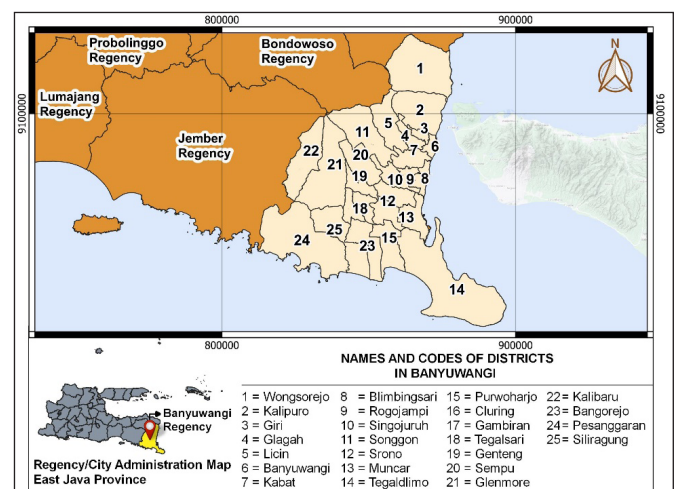 800000
900000
Probolinggo
Regency
Bondowoso
Regency
N
Lumajang
Regency
Jember
Regency
9100000
9100000
1
2
3
4
5
6
7
11
20
22
21
19
10
9
8
12
18
13
25
15
24
23
14
800000
900000
NAMES AND CODES OF DISTRICTS
IN BANYUWANGI
1 = Wongsorejo
2 = Kalipuro
3 = Giri
4 = Glagah
5 = Licin
6 = Banyuwangi
7 = Kabat
8 = Blimbingsari
9 = Rogojampi
10 = Singojuruh
11 = Songgon
12 = Srono
13 = Muncar
14 = Tegaldlimo
15 = Purwoharjo
16 = Cluring
17 = Gambiran
18 = Tegalsari
19 = Genteng
20 = Sempu
21 = Glenmore
22= Kalibaru
23= Bangorejo
24= Pesanggaran
25= Siliragung
Banyuwangi
Regency
Regency/City Administration Map
East Java Province